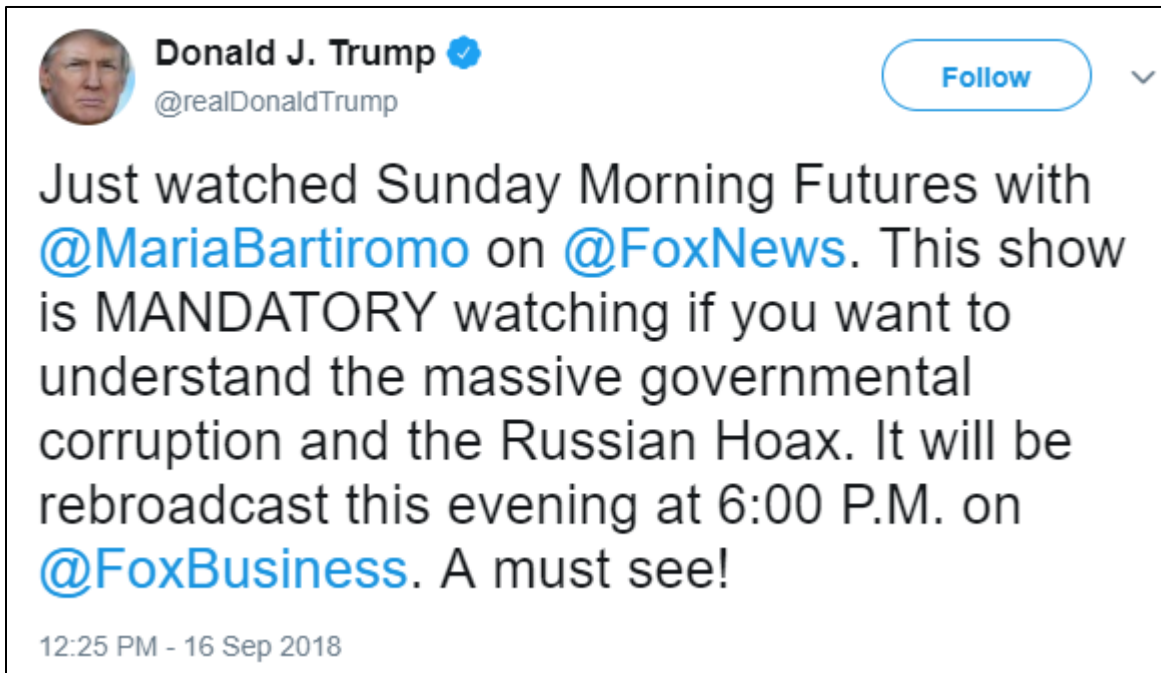 Donald J. Trump
@realDonaldTrump
Follow
Just watched Sunday Morning Futures with
@MariaBartiromo on @FoxNews. This show
is MANDATORY watching if you want to
understand the massive governmental
corruption and the Russian Hoax. It will be
rebroadcast this evening at 6:00 P.M. on
@FoxBusiness. A must see!
12:25 PM - 16 Sep 2018